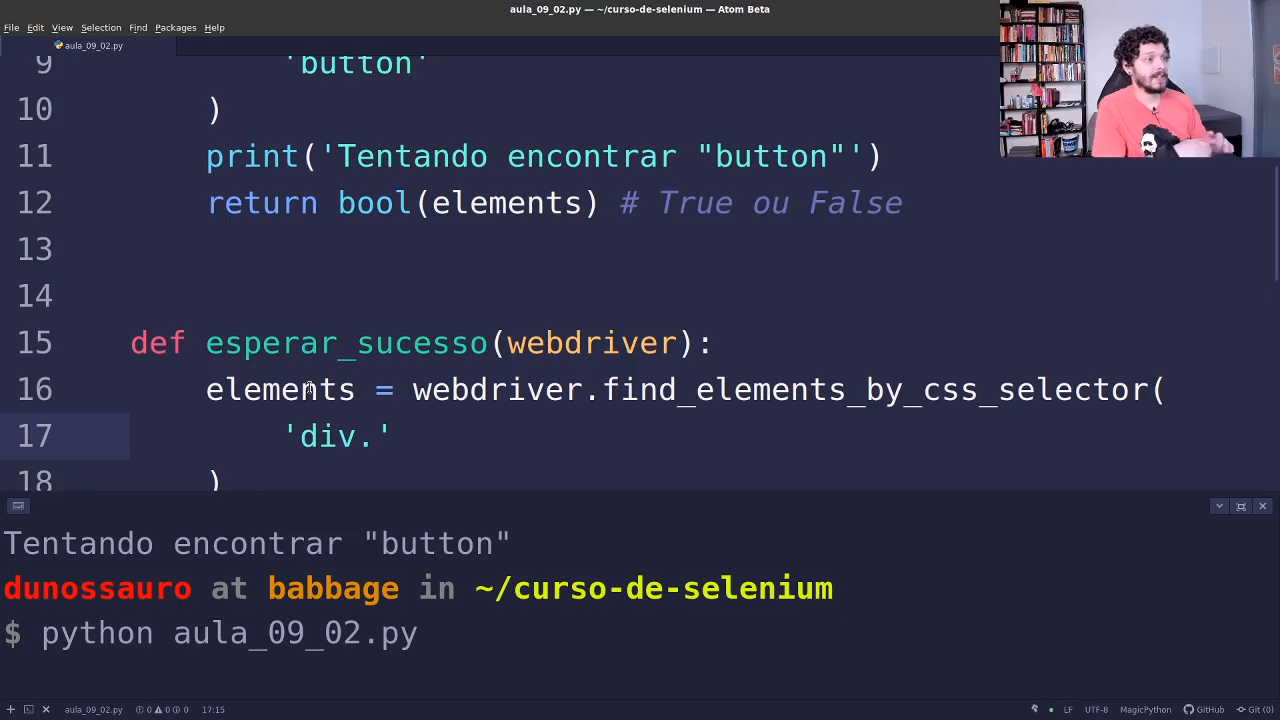 aula_09_02.py — ~/curso-de-selenium — Atom Beta
File Edit View Selection Find Packages Help
aula_09_02.py
9 'button'
10 )
11 print('Tentando encontrar "button"')
12 return bool(elements) # True ou False
13
14
15 def esperar_sucesso(webdriver):
16 elements = webdriver.find_elements_by_css_selector(
17 'div.'
18 )
Tentando encontrar "button"
dunossauro at babbage in ~/curso-de-selenium
$ python aula_09_02.py
aula_09_02.py 0 0 0 17:15 LF UTF-8 MagicPython GitHub Git (0)